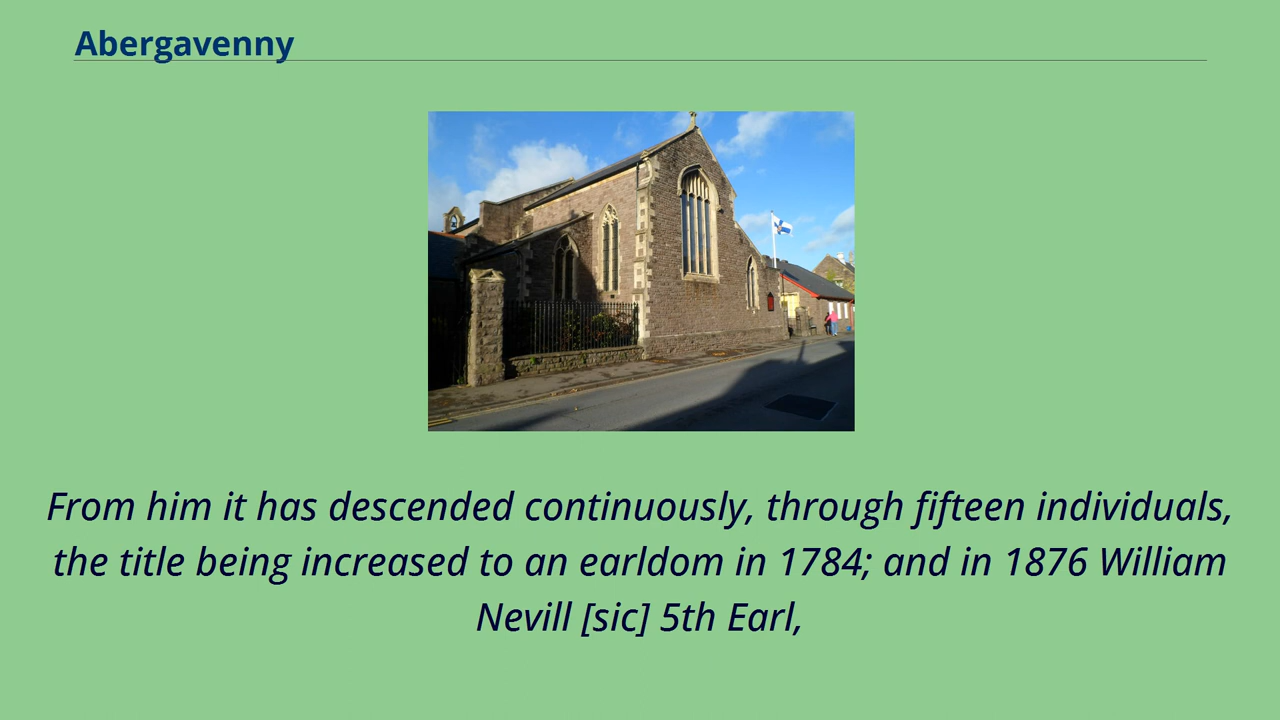 Abergavenny
From him it has descended continuously, through fifteen individuals,
the title being increased to an earldom in 1784; and in 1876 William
Nevill [sic] 5th Earl,